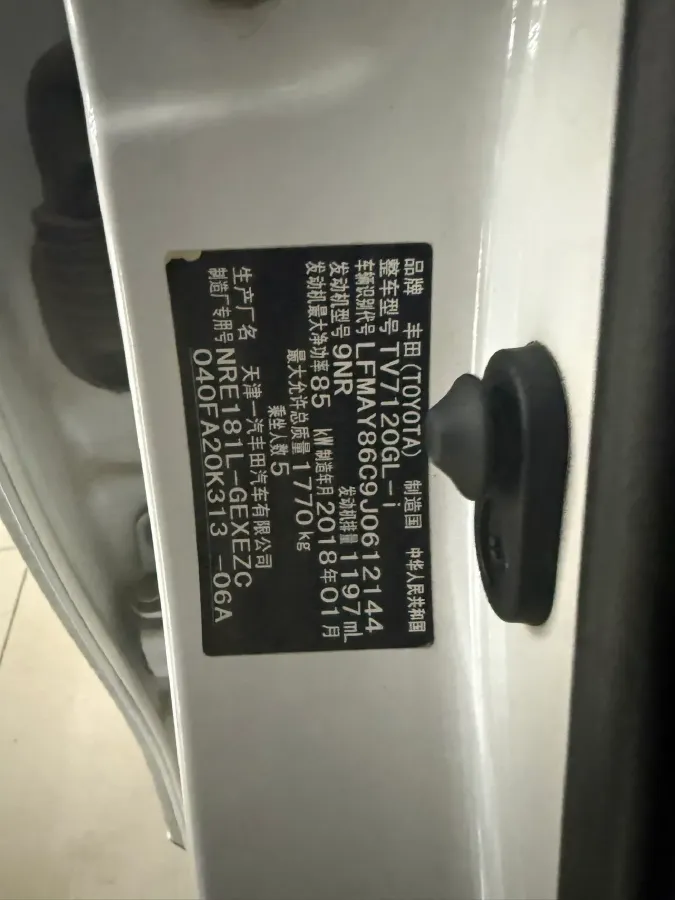 品牌 丰田(TOYOTA) 制造国 中华人民共和国
整车型号 TV7120GL-i
车辆识别代号 LFMAY86C9J0612144
发动机型号 9NR 发动机排量 1197mL
发动机最大净功率 85 kW 制造年月 2018年01月
最大允许总质量 1770kg
乘坐人数 5
生产厂名 天津一汽丰田汽车有限公司
制造厂专用号 NRE181L-GEXEZC
040FA20K313 -06A